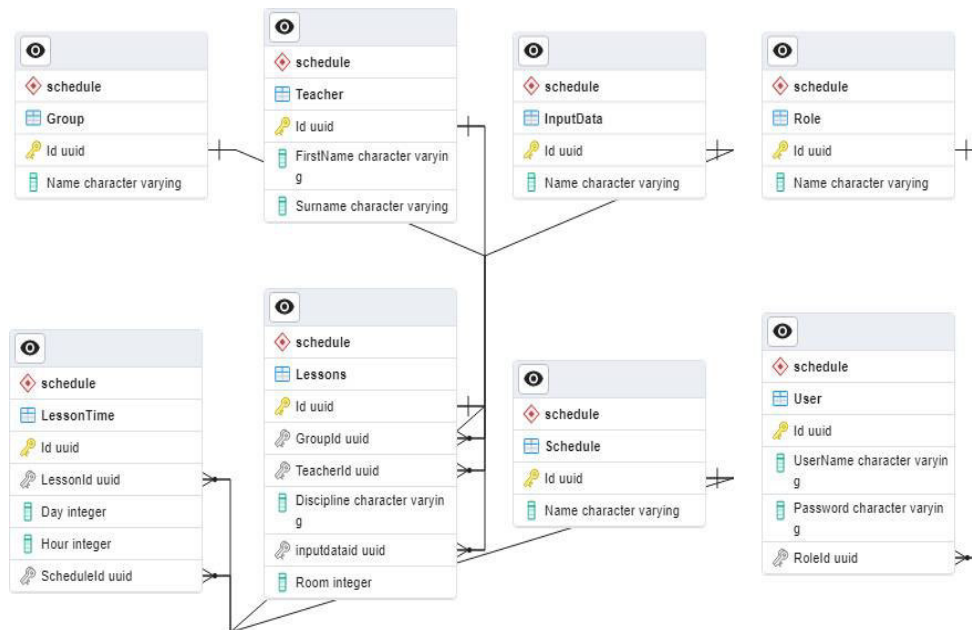 schedule
Group
Id uuid
Name character varying
schedule
Teacher
Id uuid
FirstName character varyin
g
Surname character varying
schedule
InputData
Id uuid
Name character varying
schedule
Role
Id uuid
Name character varying
schedule
LessonTime
Id uuid
LessonId uuid
Day integer
Hour integer
ScheduleId uuid
schedule
Lessons
Id uuid
GroupId uuid
TeacherId uuid
Discipline character varyin
g
inputdataid uuid
Room integer
schedule
Schedule
Id uuid
Name character varying
schedule
User
Id uuid
UserName character varyin
g
Password character varyin
g
RoleId uuid